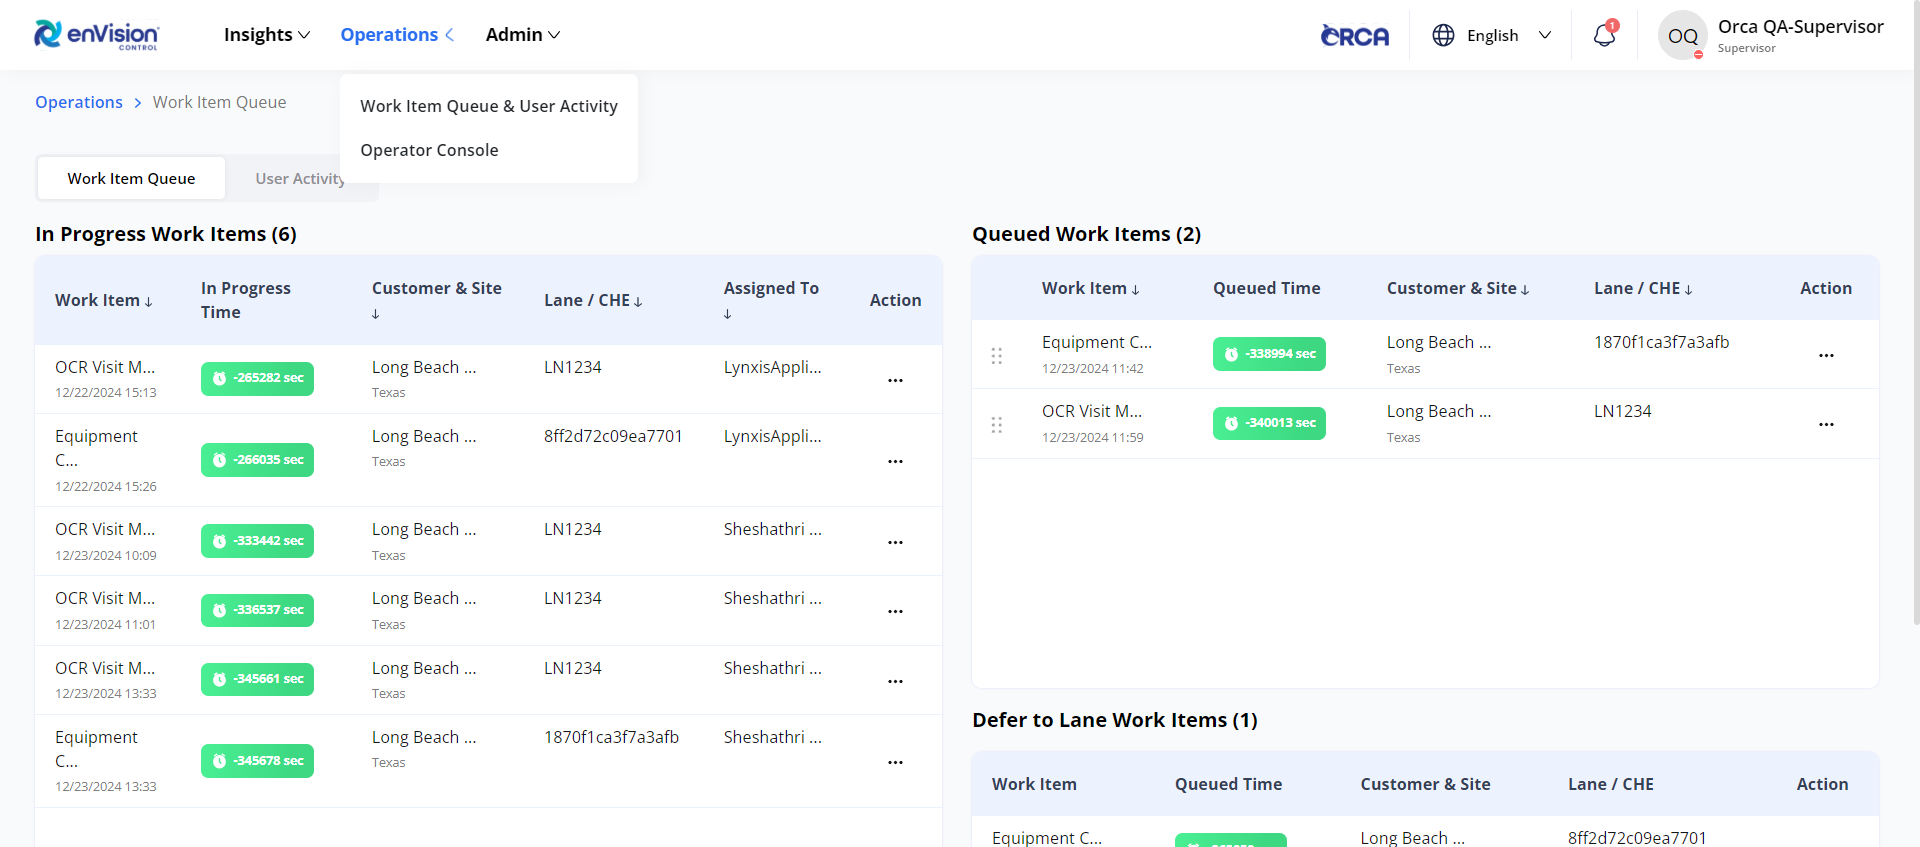 enVision
CONTROL
Insights
Operations
Admin
ORCA
English
1
OQ
Orca QA-Supervisor
Supervisor
Operations > Work Item Queue
Work Item Queue & User Activity
Operator Console
Work Item Queue
User Activity
In Progress Work Items (6)
Work Item ↓
In Progress
Time
Customer & Site
↓
Lane / CHE ↓
Assigned To
↓
Action
OCR Visit M...
12/22/2024 15:13
-265282 sec
Long Beach ...
Texas
LN1234
LynxisAppli...
...
Equipment
C...
12/22/2024 15:26
-266035 sec
Long Beach ...
Texas
8ff2d72c09ea7701
LynxisAppli...
...
OCR Visit M...
12/23/2024 10:09
-333442 sec
Long Beach ...
Texas
LN1234
Sheshathri ...
...
OCR Visit M...
12/23/2024 11:01
-336537 sec
Long Beach ...
Texas
LN1234
Sheshathri ...
...
OCR Visit M...
12/23/2024 13:33
-345661 sec
Long Beach ...
Texas
LN1234
Sheshathri ...
...
Equipment
C...
12/23/2024 13:33
-345678 sec
Long Beach ...
Texas
1870f1ca3f7a3afb
Sheshathri ...
...
Queued Work Items (2)
Work Item ↓
Queued Time
Customer & Site ↓
Lane / CHE ↓
Action
Equipment C...
12/23/2024 11:42
-338994 sec
Long Beach ...
Texas
1870f1ca3f7a3afb
...
OCR Visit M...
12/23/2024 11:59
-340013 sec
Long Beach ...
Texas
LN1234
...
Defer to Lane Work Items (1)
Work Item
Queued Time
Customer & Site
Lane / CHE
Action
Equipment C...
Long Beach ...
8ff2d72c09ea7701